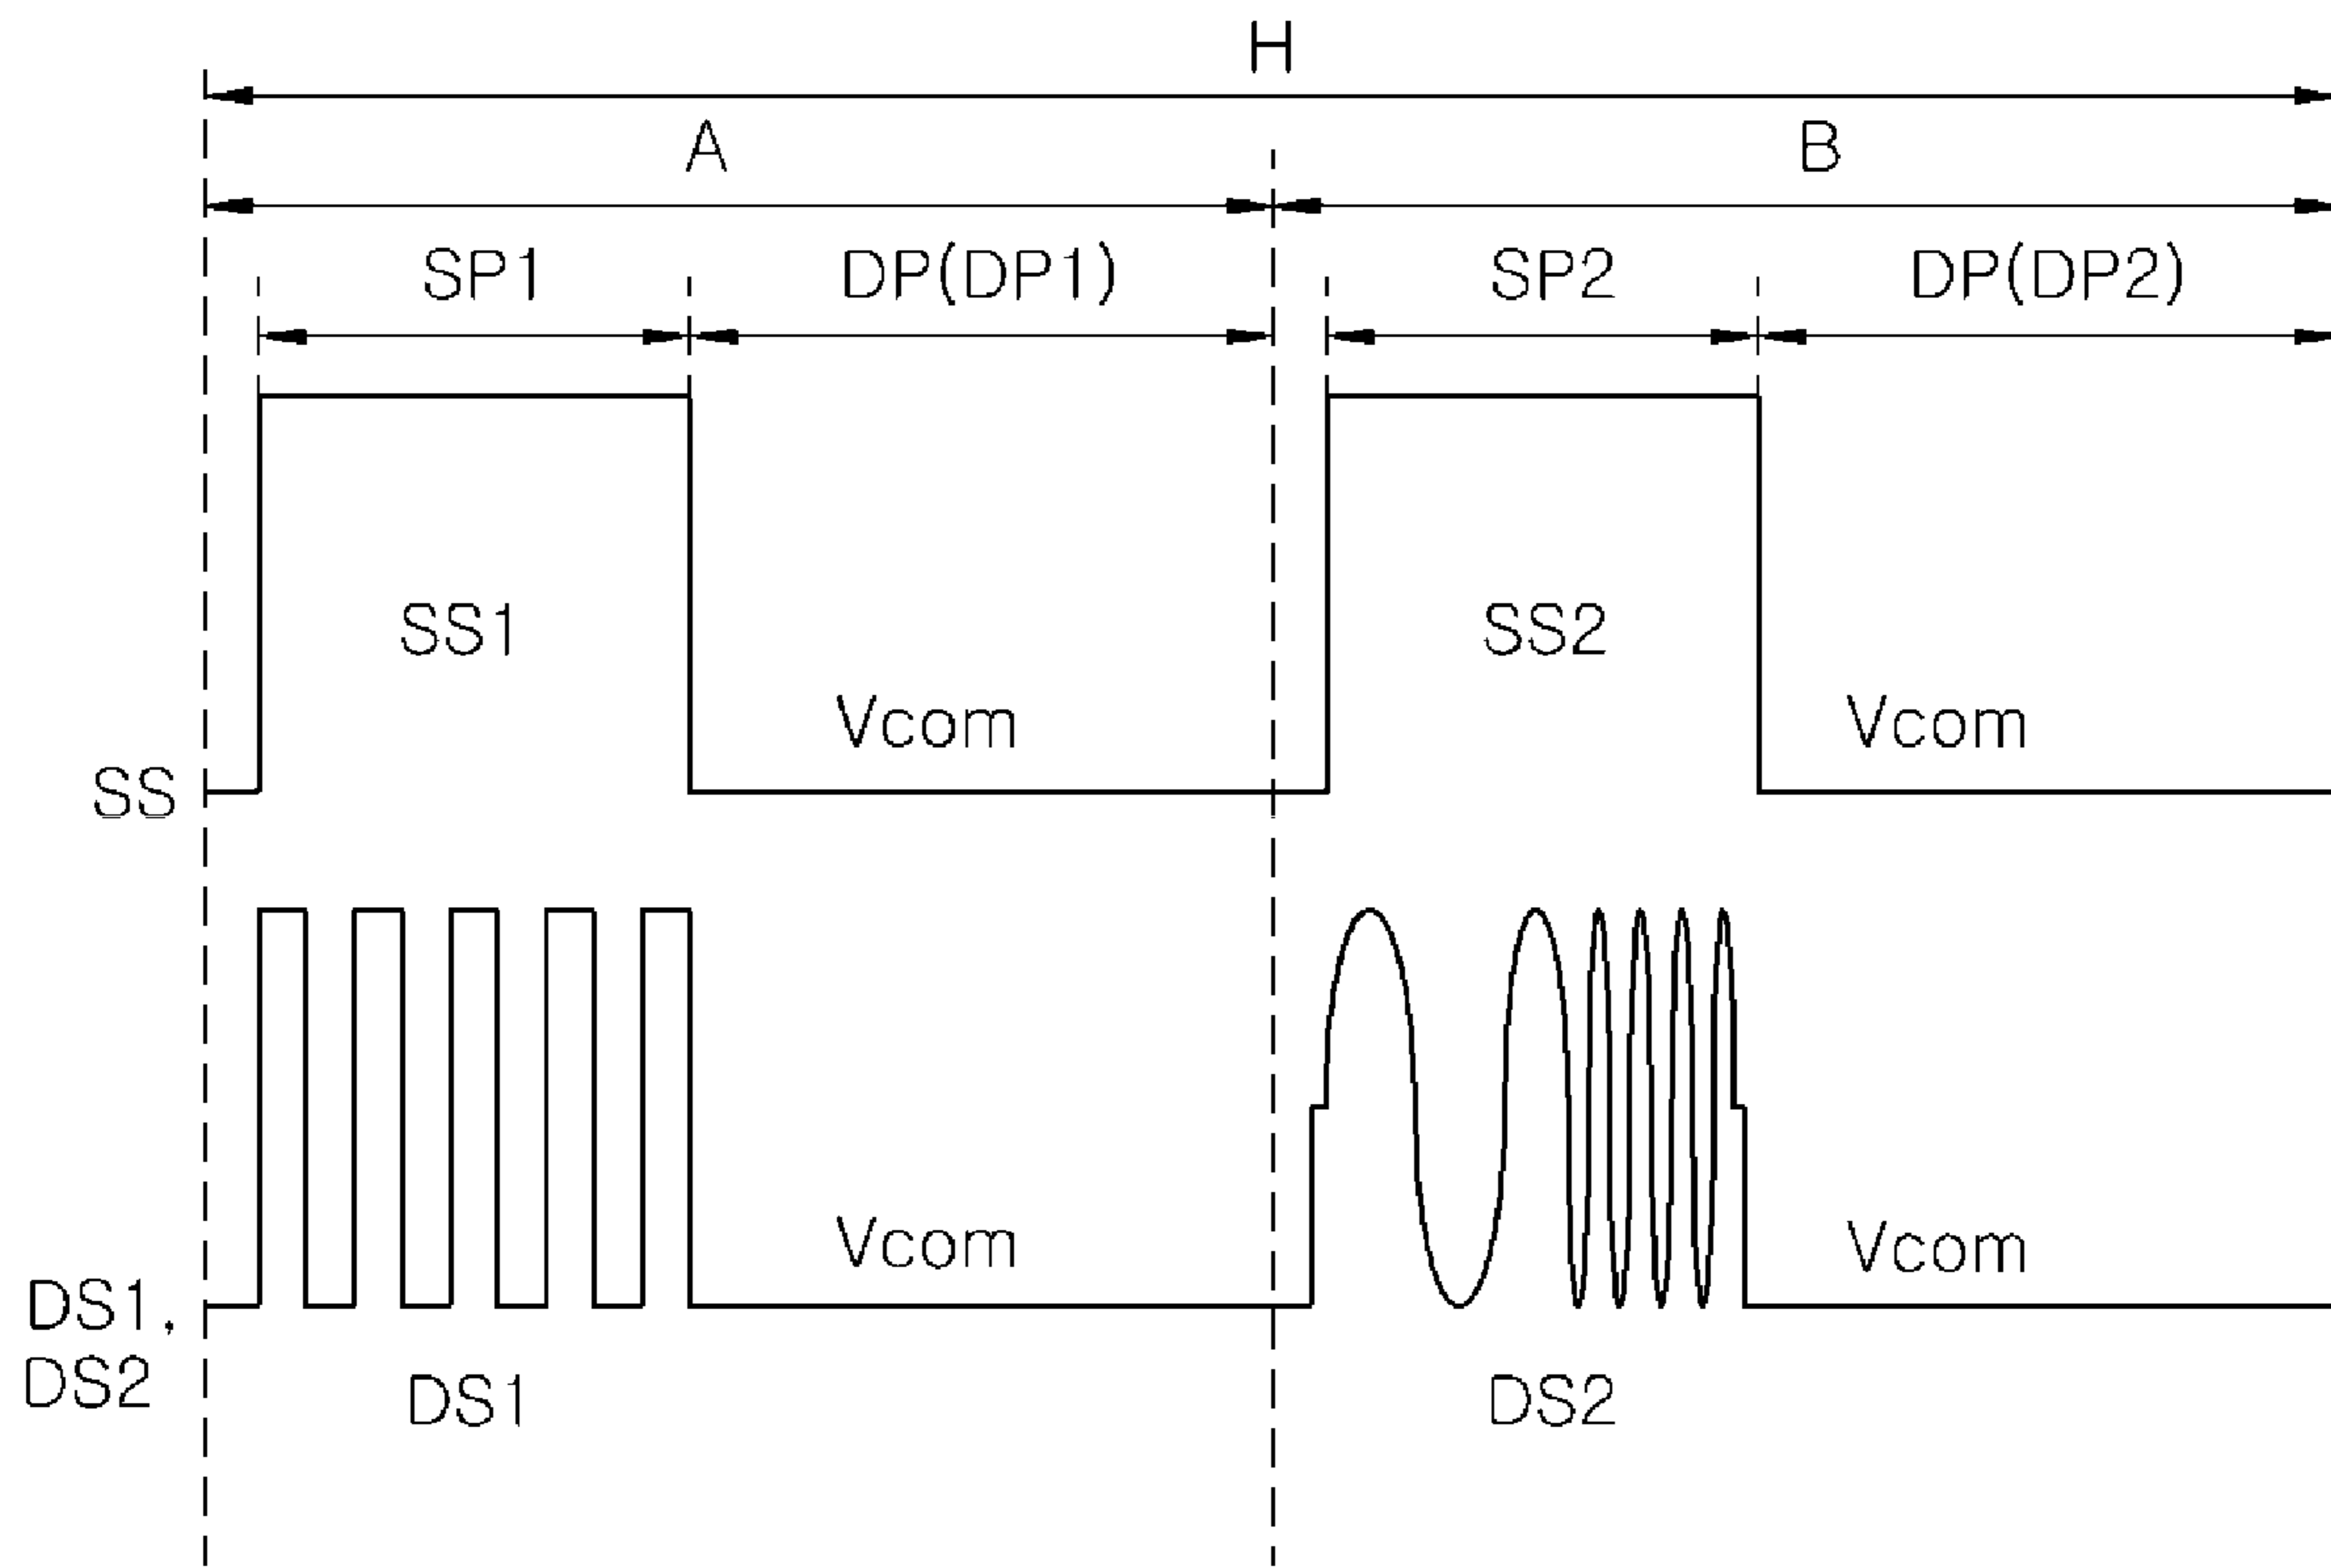 H
A B
SP1 DP(DP1) SP2 DP(DP2)
SS1 SS2
Vcom Vcom
SS
Vcom Vcom
DS1,
DS2
DS1 DS2